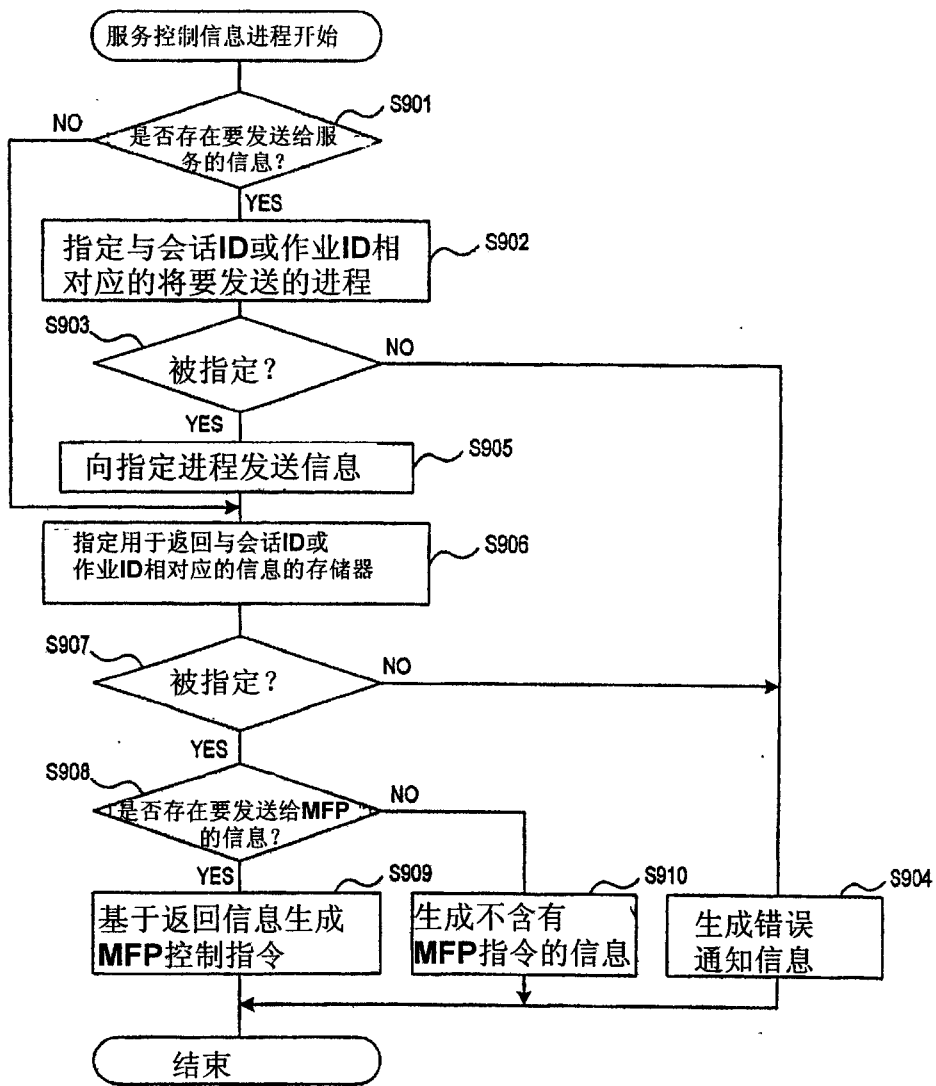 服务控制信息进程开始
S901
NO
是否存在要发送给服
务的信息？
YES
指定与会话ID或作业ID相
对应的将要发送的进程
S902
S903
被指定？
NO
YES
向指定进程发送信息
S905
指定用于返回与会话ID或
作业ID相对应的信息的存储器
S906
S907
被指定？
NO
YES
S908
是否存在要发送给MFP
的信息？
NO
YES
S909
基于返回信息生成
MFP控制指令
S910
生成不含有
MFP指令的信息
S904
生成错误
通知信息
结束